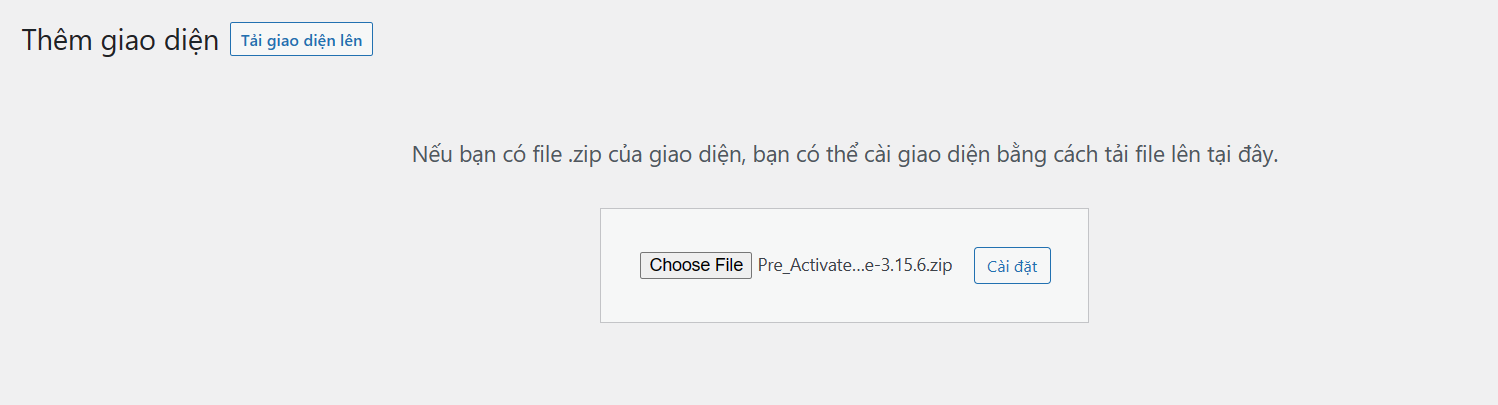 Thêm giao diện Tải giao diện lên
Nếu bạn có file .zip của giao diện, bạn có thể cài giao diện bằng cách tải file lên tại đây.
Choose File Pre_Activate...e-3.15.6.zip Cài đặt